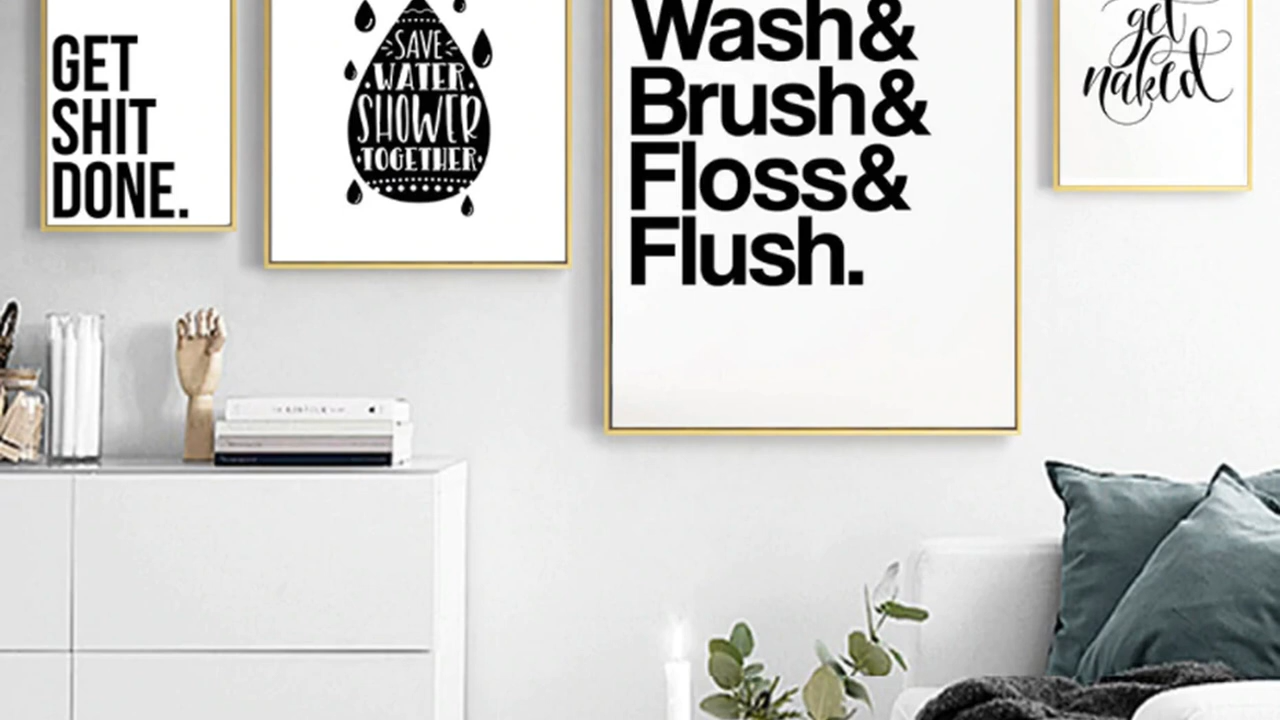 GET
SHIT
DONE.
SAVE
WATER
SHOWER
TOGETHER
Wash&
Brush&
Floss&
Flush.
get
naked